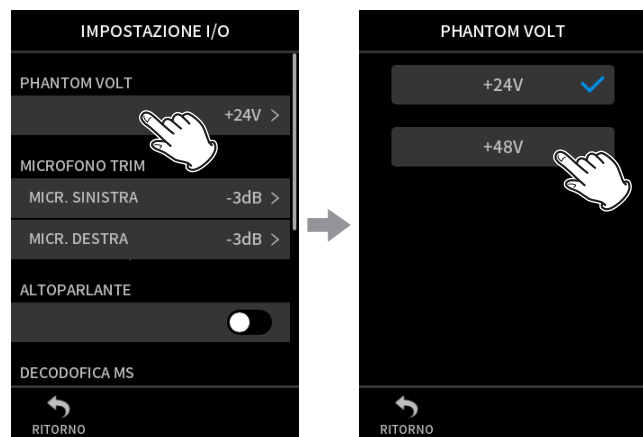 IMPOSTAZIONE I/O
PHANTOM VOLT
+24V >
MICROFONO TRIM
MICR. SINISTRA -3dB >
MICR. DESTRA -3dB >
ALTOPARLANTE
DECODOFICA MS
RITORNO
PHANTOM VOLT
+24V
+48V
RITORNO